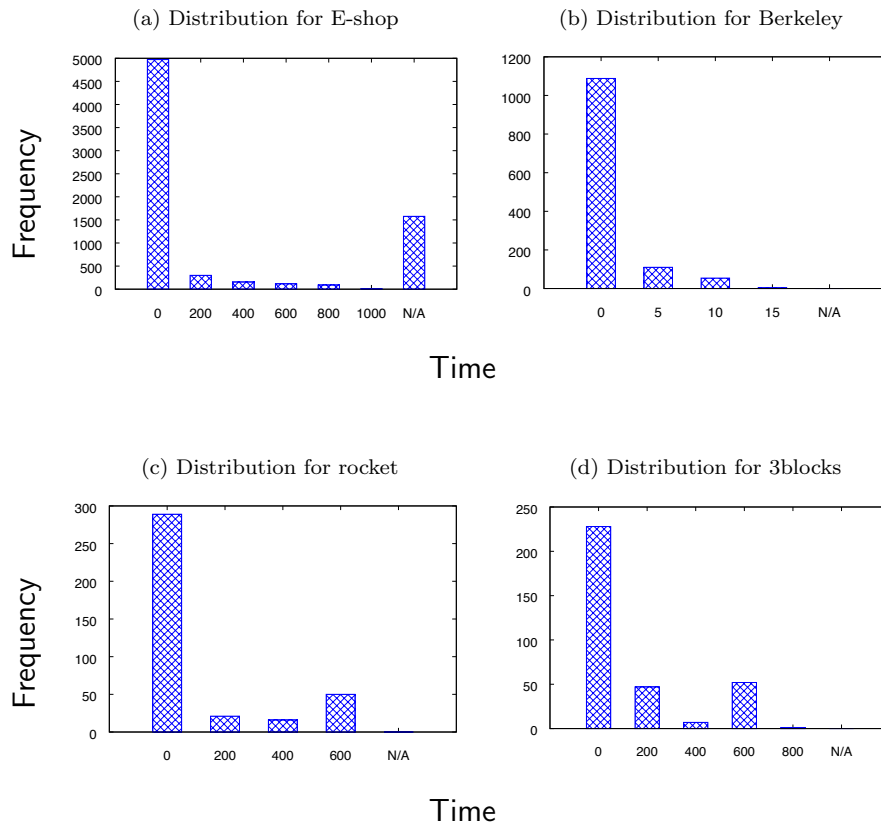 (a) Distribution for E-shop
(b) Distribution for Berkeley
Frequency
5000
4500
4000
3500
3000
2500
2000
1500
1000
500
0
0 200 400 600 800 1000 N/A
1200
1000
800
600
400
200
0
0 5 10 15 N/A
Time
(c) Distribution for rocket
(d) Distribution for 3blocks
Frequency
300
250
200
150
100
50
0
0 200 400 600 N/A
250
200
150
100
50
0
0 200 400 600 800 N/A
Time